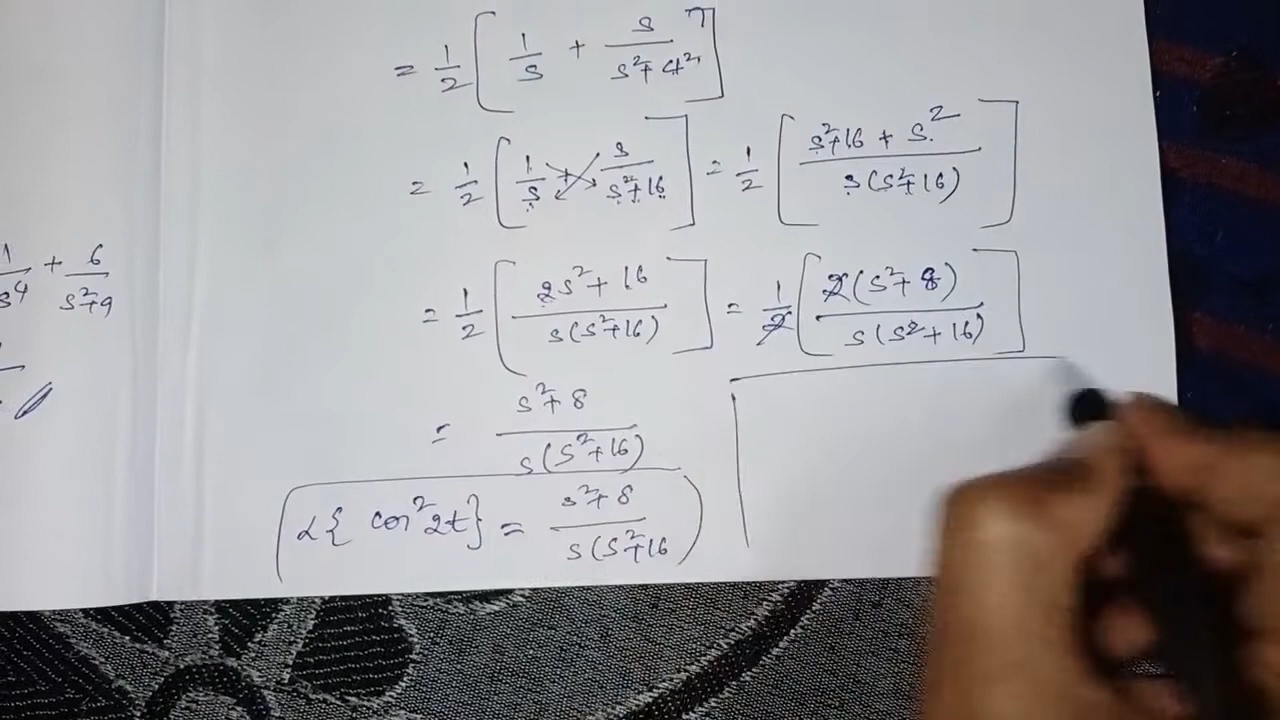 = 1/2 [ 1/s + s/(s²+4²) ]
= 1/2 [ 1/s + s/(s²+16) ] = 1/2 [ (s²+16 + s²)/(s(s²+16)) ]
= 1/2 [ (2s²+16)/(s(s²+16)) ] = 1/2 [ 2(s²+8)/(s(s²+16)) ]
= (s²+8)/(s(s²+16))
L{ cos²2t} = (s²+8)/(s(s²+16
1/s⁴ + 6/(s²+9